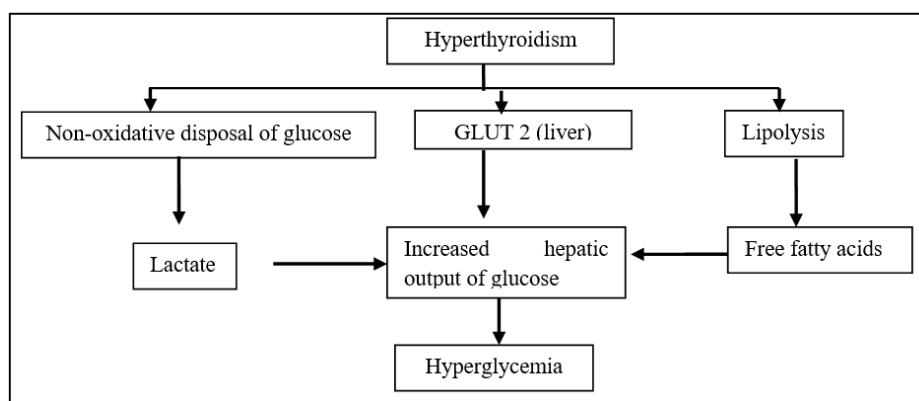 Hyperthyroidism
Non-oxidative disposal of glucose
GLUT 2 (liver)
Lipolysis
Lactate
Increased hepatic
output of glucose
Free fatty acids
Hyperglycemia